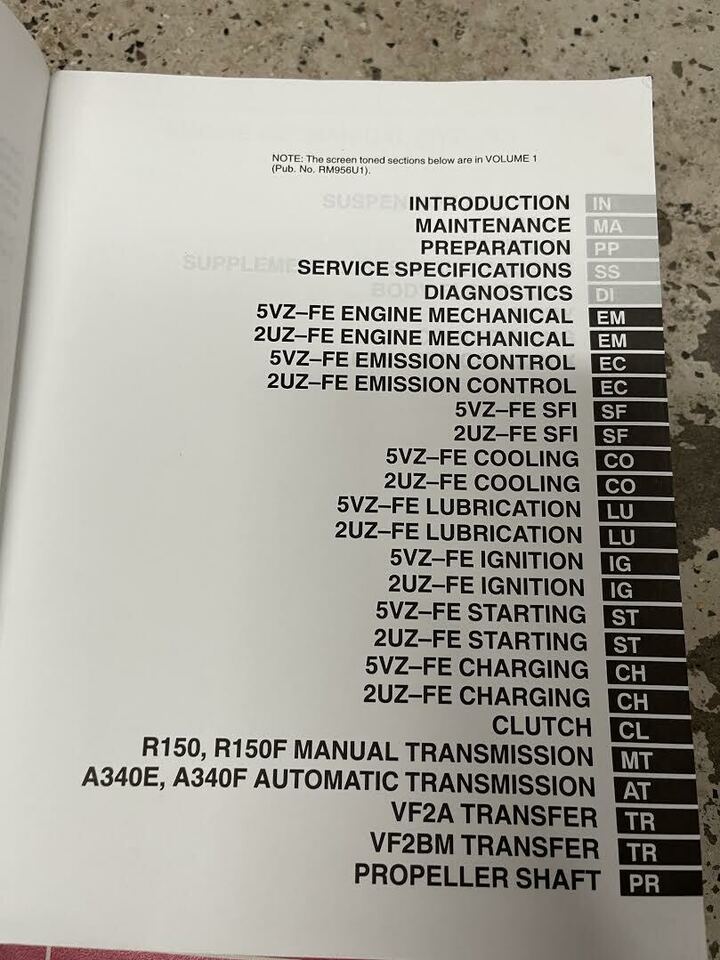 NOTE: The screen toned sections below are in VOLUME 1
(Pub. No. RM956U1).
INTRODUCTION IN
MAINTENANCE MA
PREPARATION PP
SERVICE SPECIFICATIONS SS
DIAGNOSTICS DI
5VZ–FE ENGINE MECHANICAL EM
2UZ–FE ENGINE MECHANICAL EM
5VZ–FE EMISSION CONTROL EC
2UZ–FE EMISSION CONTROL EC
5VZ–FE SFI SF
2UZ–FE SFI SF
5VZ–FE COOLING CO
2UZ–FE COOLING CO
5VZ–FE LUBRICATION LU
2UZ–FE LUBRICATION LU
5VZ–FE IGNITION IG
2UZ–FE IGNITION IG
5VZ–FE STARTING ST
2UZ–FE STARTING ST
5VZ–FE CHARGING CH
2UZ–FE CHARGING CH
CLUTCH CL
R150, R150F MANUAL TRANSMISSION MT
A340E, A340F AUTOMATIC TRANSMISSION AT
VF2A TRANSFER TR
VF2BM TRANSFER TR
PROPELLER SHAFT PR